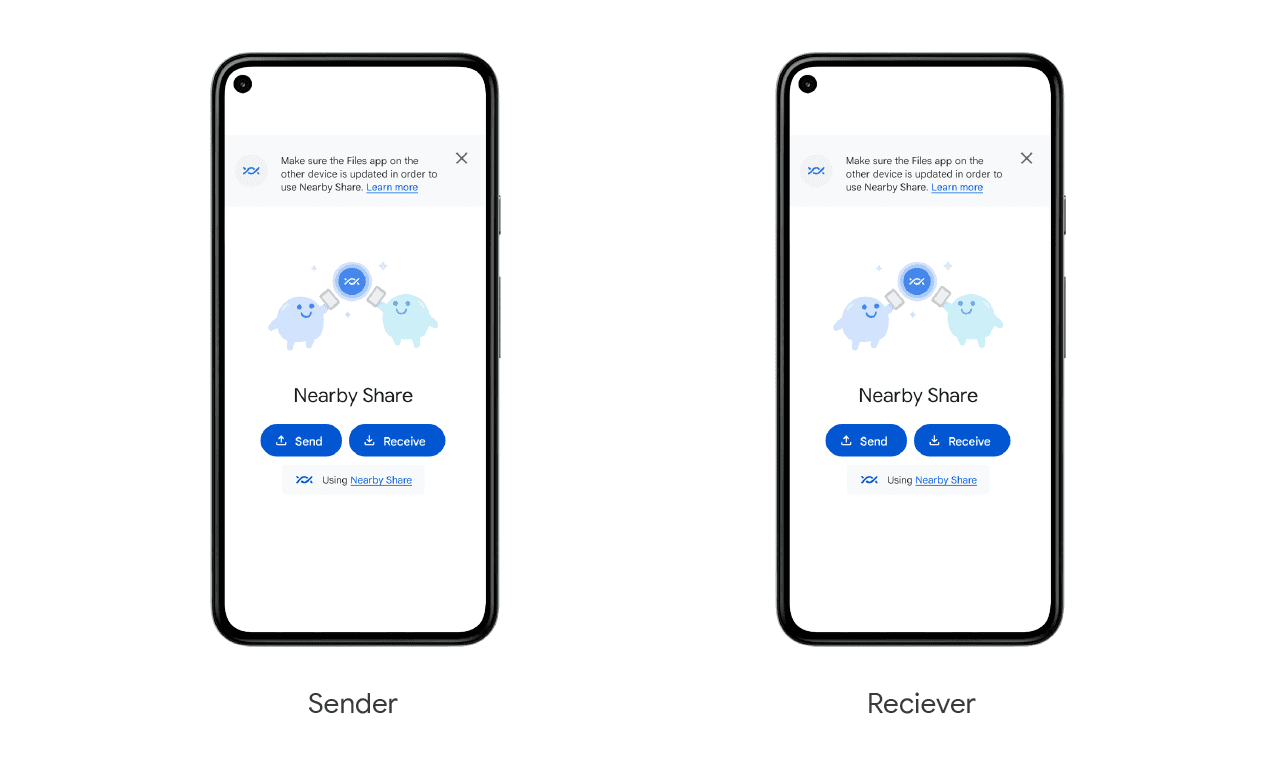 Make sure the Files app on the
other device is updated in order to
use Nearby Share. Learn more
Nearby Share
Send
Receive
Using Nearby Share
Sender
Make sure the Files app on the
other device is updated in order to
use Nearby Share. Learn more
Nearby Share
Send
Receive
Using Nearby Share
Reciever